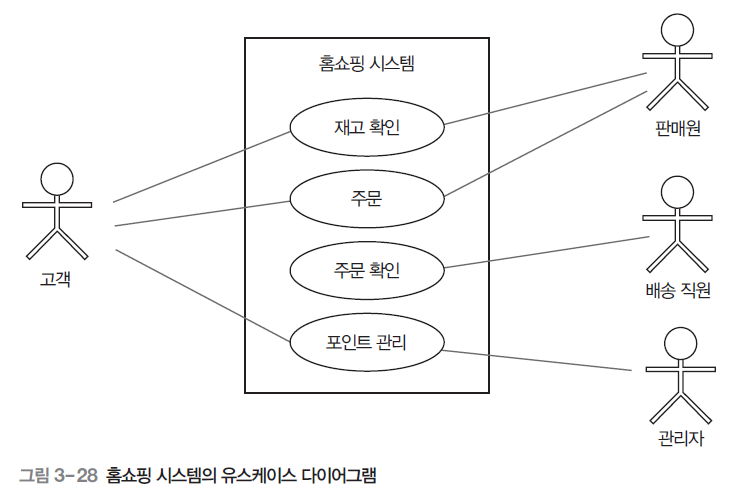 홈쇼핑 시스템
재고 확인
주문
주문 확인
포인트 관리
고객
판매원
배송 직원
관리자
그림 3-28 홈쇼핑 시스템의 유스케이스 다이어그램